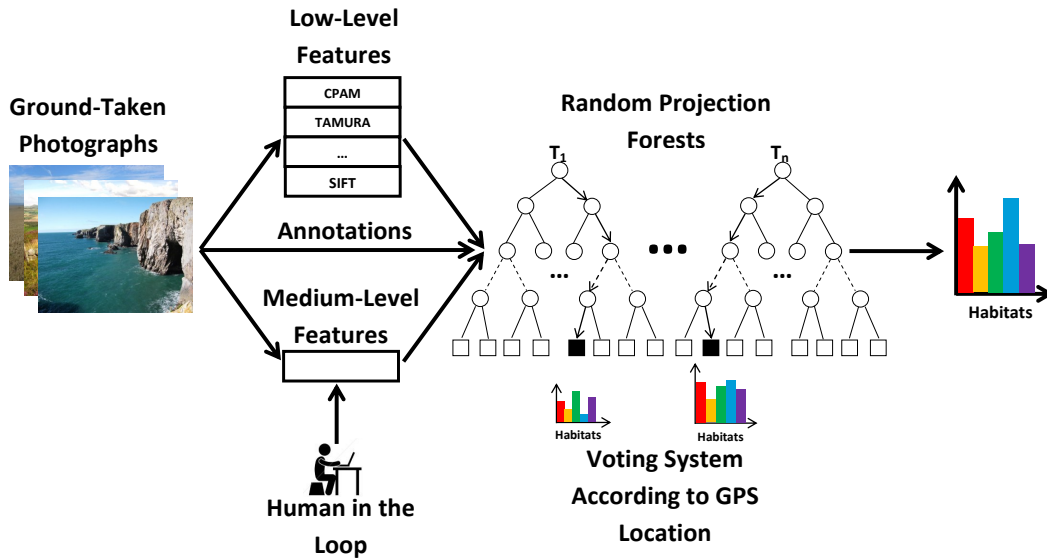 Ground-Taken
Photographs
Low-Level
Features
CPAM
TAMURA
...
SIFT
Annotations
Medium-Level
Features
Human in the
Loop
Random Projection
Forests
T1
Tn
...
...
...
Habitats
Habitats
Voting System
According to GPS
Location
Habitats